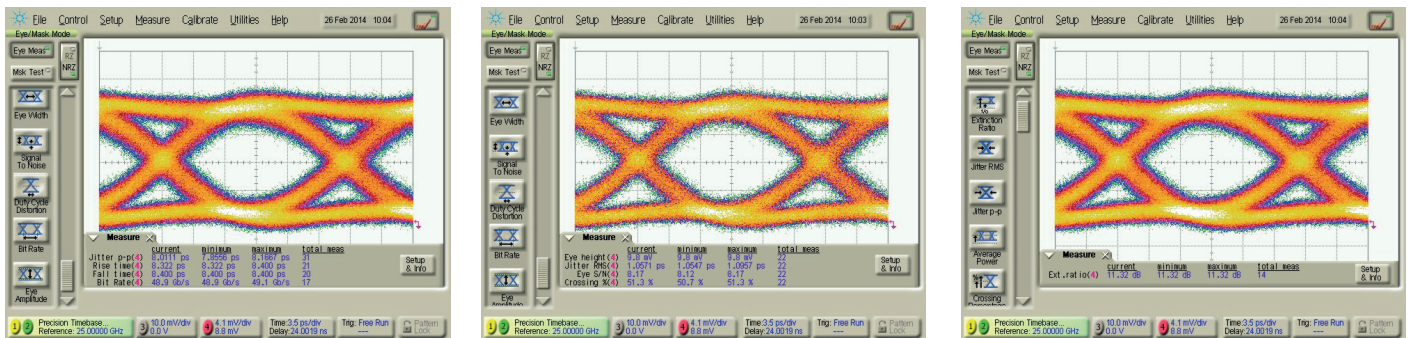 File Control Setup Measure Calibrate Utilities Help 26 Feb 2014 10:04
Eye/Mask Mode
Eye Meas
RZ
NRZ
Msk Test
Eye Width
Signal
To Noise
Duty Cycle
Distortion
Bit Rate
Eye
Amplitude
Measure
current minimum maximum total meas
Jitter p-p(4) 8.0111 ps 7.8556 ps 8.1667 ps 31
Rise time(4) 8.322 ps 8.322 ps 8.400 ps 21
Fall time(4) 8.400 ps 8.400 ps 8.400 ps 20
Bit Rate(4) 48.9 Gb/s 48.9 Gb/s 49.1 Gb/s 17
Setup
& Info
1 2 Precision Timebase...
Reference: 25.00000 GHz
3 10.0 mV/div
0.0 V
4 4.1 mV/div
8.8 mV
Time:3.5 ps/div
Delay:24.0019 ns
Trig: Free Run
---
Pattern
Lock
File Control Setup Measure Calibrate Utilities Help 26 Feb 2014 10:03
Eye/Mask Mode
Eye Meas
RZ
NRZ
Msk Test
Eye Width
Signal
To Noise
Duty Cycle
Distortion
Bit Rate
Eye
Measure
current minimum maximum total meas
Eye height(4) 9.8 mV 9.8 mV 9.8 mV 22
Jitter RMS(4) 1.0571 ps 1.0547 ps 1.0957 ps 22
Eye S/N(4) 8.17 8.12 8.17 22
Crossing %(4) 51.3 % 50.7 % 51.3 % 22
Setup
& Info
1 2 Precision Timebase...
Reference: 25.00000 GHz
3 10.0 mV/div
0.0 V
4 4.1 mV/div
8.8 mV
Time:3.5 ps/div
Delay:24.0019 ns
Trig: Free Run
---
Pattern
Lock
File Control Setup Measure Calibrate Utilities Help 26 Feb 2014 10:04
Eye/Mask Mode
Eye Meas
RZ
NRZ
Msk Test
Extinction
Ratio
Jitter RMS
Jitter p-p
Average
Power
Crossing
Measure
current minimum maximum total meas
Ext.ratio(4) 11.32 dB 11.32 dB 11.32 dB 14
Setup
& Info
1 2 Precision Timebase...
Reference: 25.00000 GHz
3 10.0 mV/div
0.0 V
4 4.1 mV/div
8.8 mV
Time:3.5 ps/div
Delay:24.0019 ns
Trig: Free Run
---
Pattern
Lock